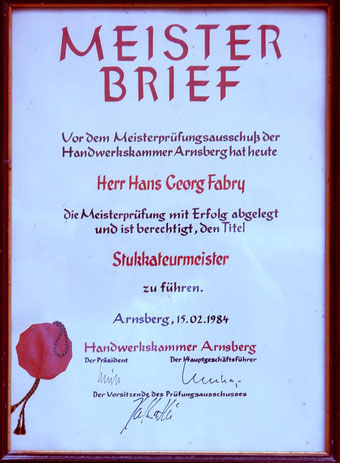 MEISTER
BRIEF
Vor dem Meisterprüfungsausschuß der
Handwerkskammer Arnsberg hat heute
Herr Hans Georg Fabry
die Meisterprüfung mit Erfolg abgelegt
und ist berechtigt, den Titel
Stukkateurmeister
zu führen.
Arnsberg, 15.02.1984
Handwerkskammer Arnsberg
Der Präsident Der Hauptgeschäftsführer
Der Vorsitzende des Prüfungsausschusses